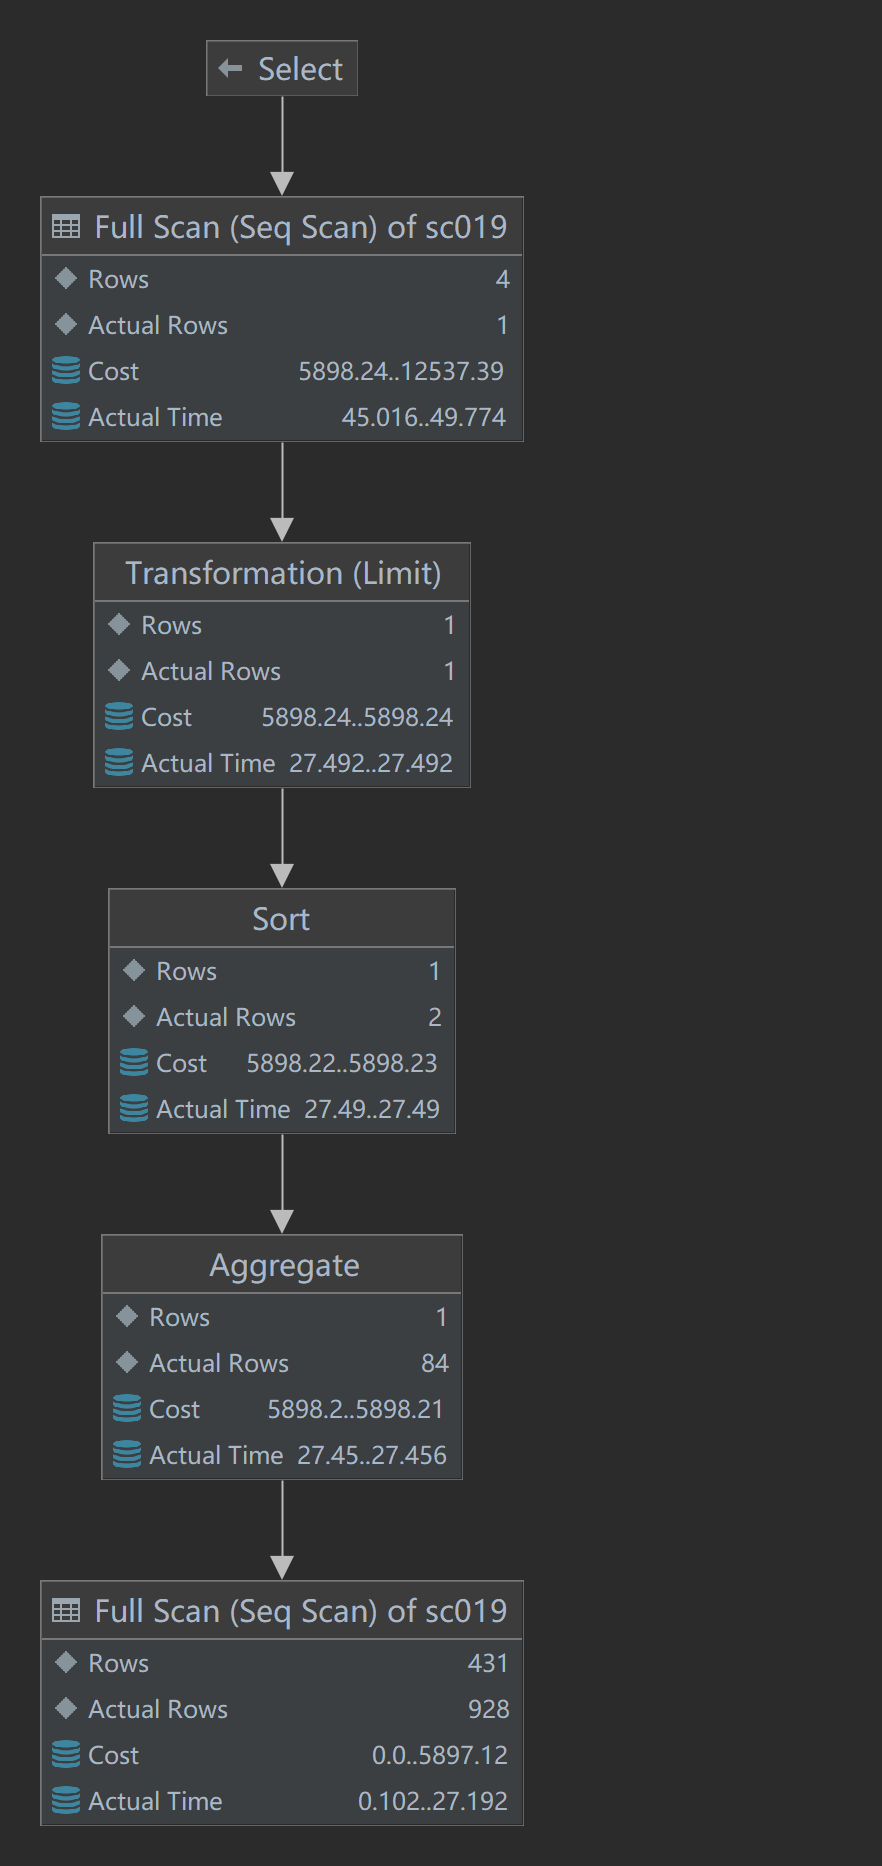 Select
Full Scan (Seq Scan) of sc019
Rows 4
Actual Rows 1
Cost 5898.24..12537.39
Actual Time 45.016..49.774
Transformation (Limit)
Rows 1
Actual Rows 1
Cost 5898.24..5898.24
Actual Time 27.492..27.492
Sort
Rows 1
Actual Rows 2
Cost 5898.22..5898.23
Actual Time 27.49..27.49
Aggregate
Rows 1
Actual Rows 84
Cost 5898.2..5898.21
Actual Time 27.45..27.456
Full Scan (Seq Scan) of sc019
Rows 431
Actual Rows 928
Cost 0.0..5897.12
Actual Time 0.102..27.192